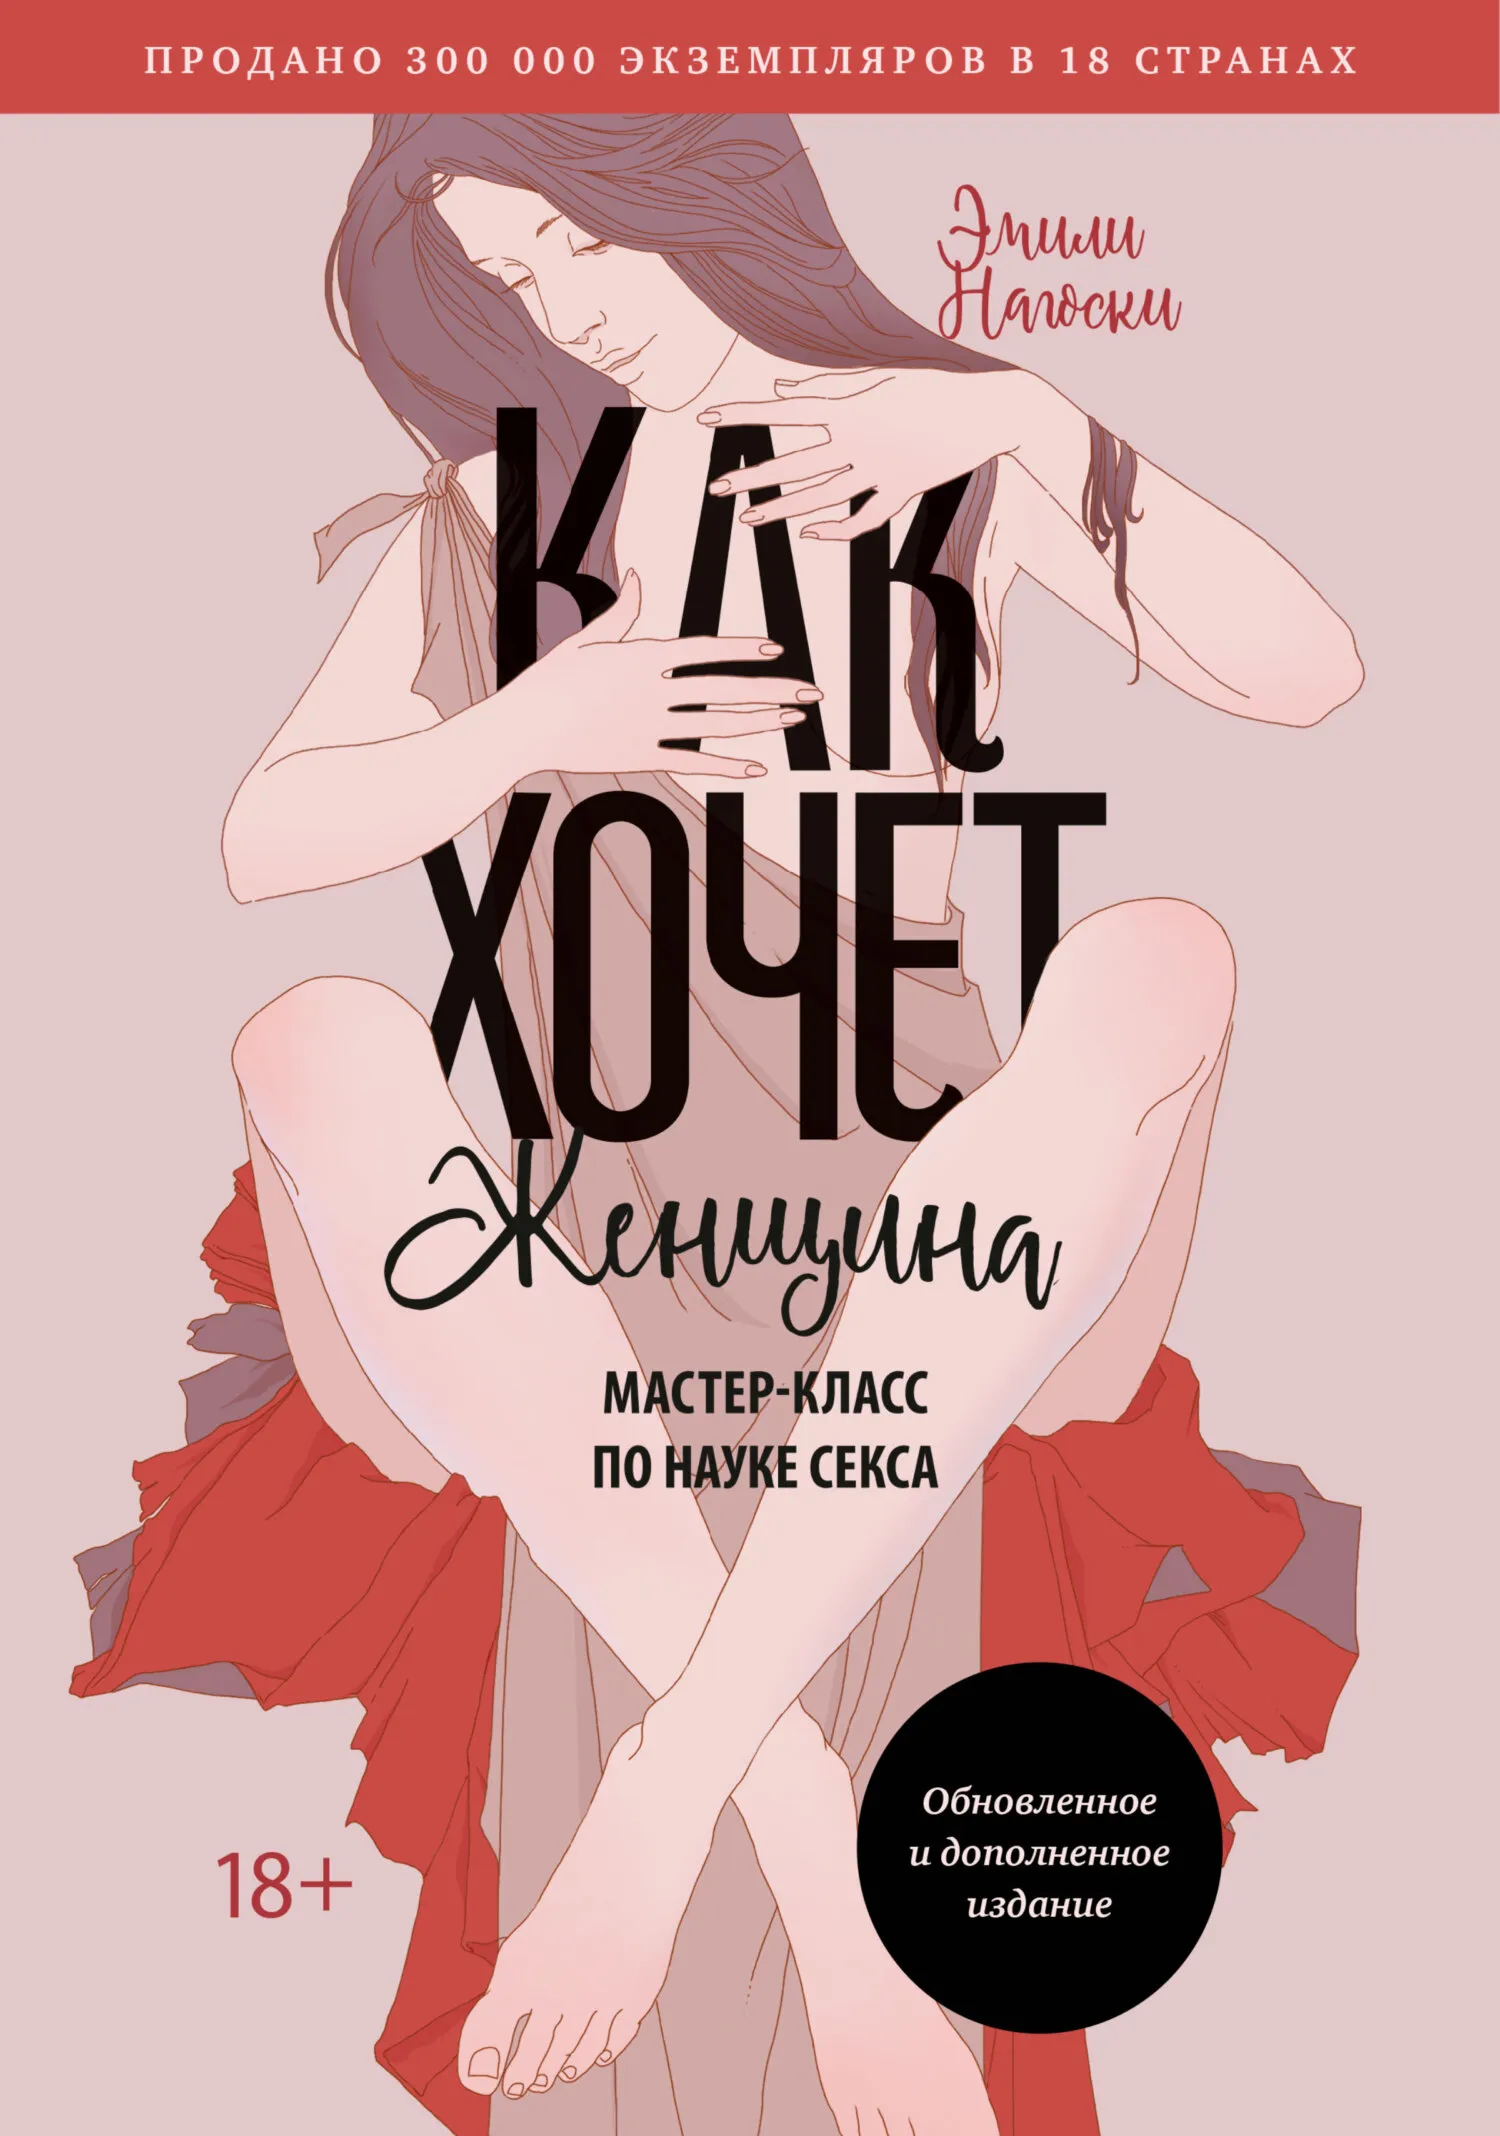 ПРОДАНО 300 000 ЭКЗЕМПЛЯРОВ В 18 СТРАНАХ
Эмили
Нагоски
КАК
ХОЧЕТ
Женщина
МАСТЕР-КЛАСС
ПО НАУКЕ СЕКСА
Обновленное
и дополненное
издание
18+